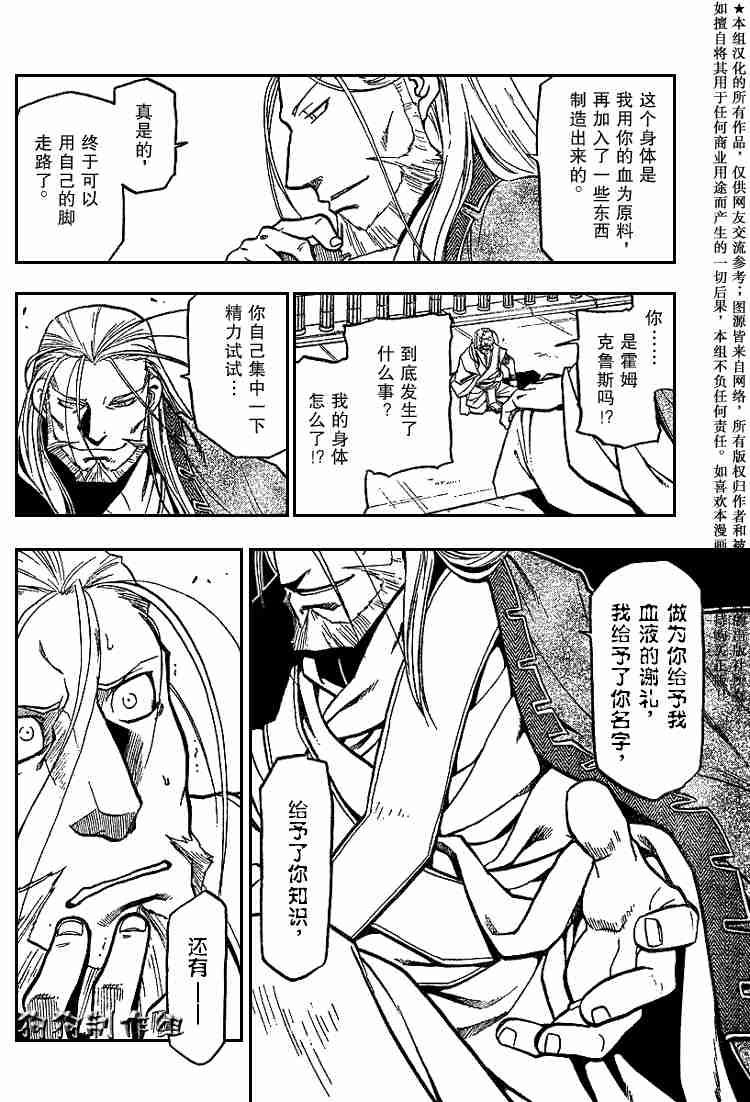 ★本组汉化的所有作品，仅供网友交流参考；图源皆来自网络，所有版权归作者和被
如擅自将其用于任何商业用途而产生的一切后果，本组不负任何责任。如喜欢本漫画
这个身体是
我用你的血为原料，
再加入了一些东西
制造出来的。
真是的，
终于可以
用自己的脚
走路了。
你……
是霍姆
克鲁斯吗!?
到底发生了
什么事？
我的身体
怎么了!?
你自己集中一下
精力试试…
做为你给予我
血液的谢礼，
我给予了你名字，
给予了你知识，
还有——
狗狗制作组